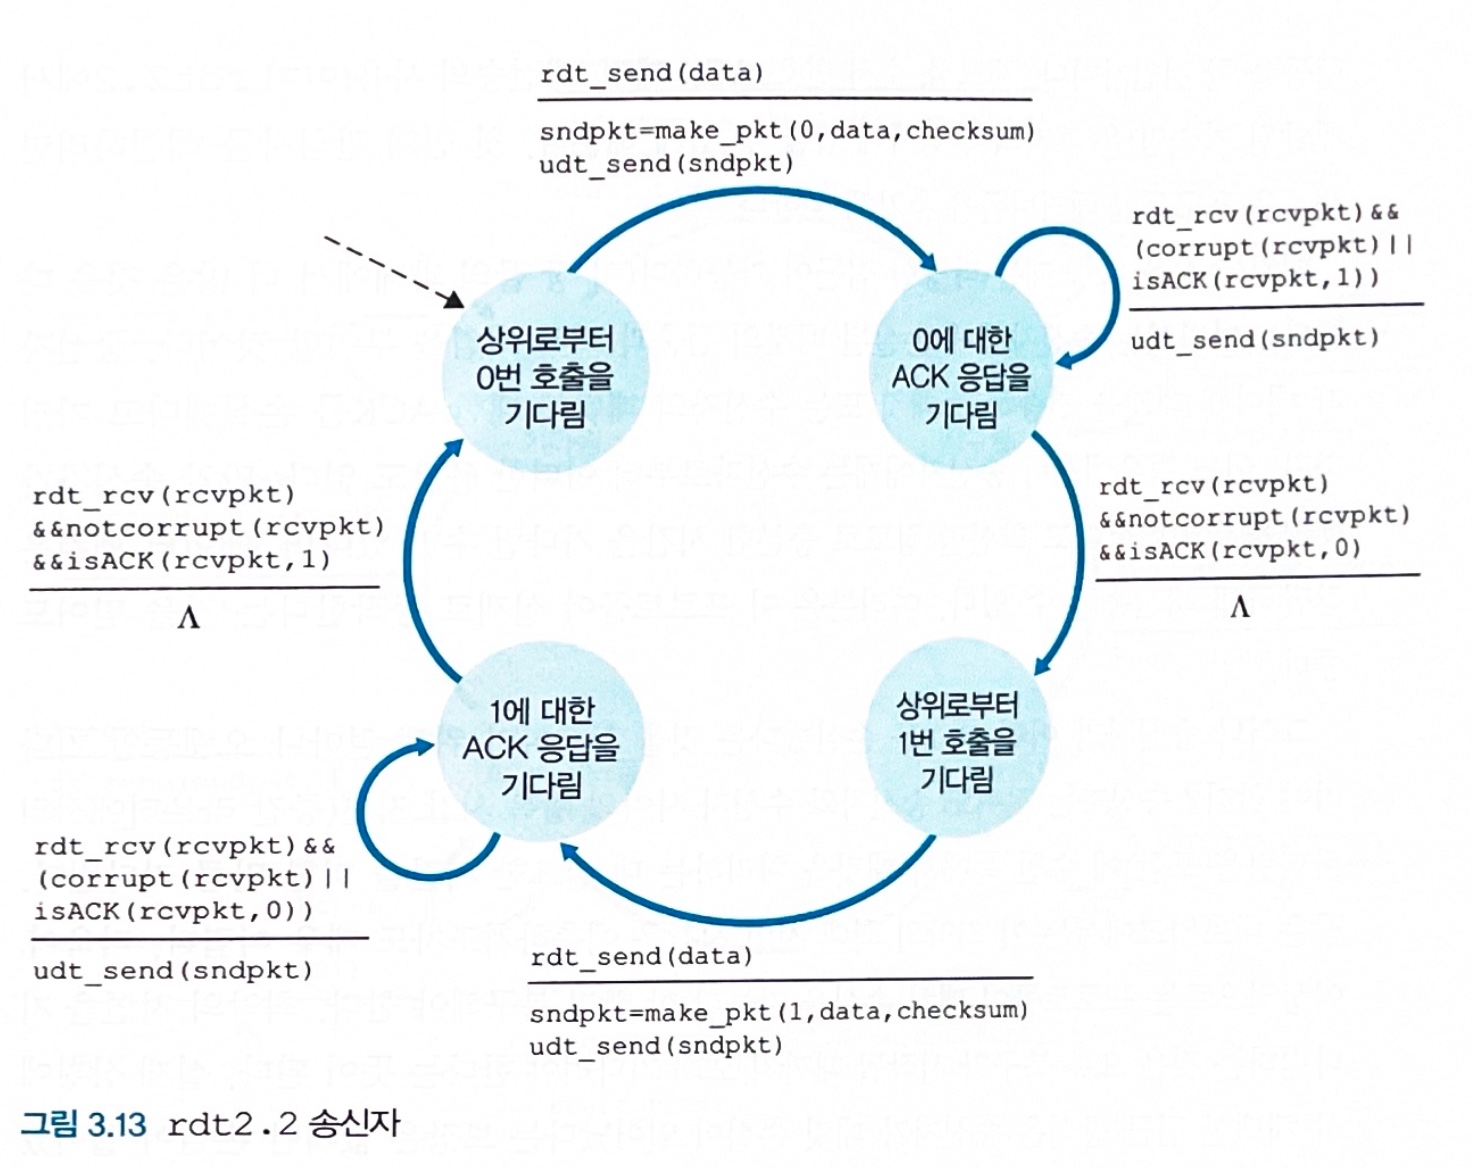 rdt_send(data)
sndpkt=make_pkt(0,data,checksum)
udt_send(sndpkt)
rdt_rcv(rcvpkt)&&
(corrupt(rcvpkt)||
isACK(rcvpkt,1))
udt_send(sndpkt)
상위로부터
0번 호출을
기다림
0에 대한
ACK 응답을
기다림
rdt_rcv(rcvpkt)
&&notcorrupt(rcvpkt)
&&isACK(rcvpkt,1)
Λ
rdt_rcv(rcvpkt)
&&notcorrupt(rcvpkt)
&&isACK(rcvpkt,0)
Λ
1에 대한
ACK 응답을
기다림
상위로부터
1번 호출을
기다림
rdt_rcv(rcvpkt)&&
(corrupt(rcvpkt)||
isACK(rcvpkt,0))
udt_send(sndpkt)
rdt_send(data)
sndpkt=make_pkt(1,data,checksum)
udt_send(sndpkt)
그림 3.13 rdt2.2 송신자